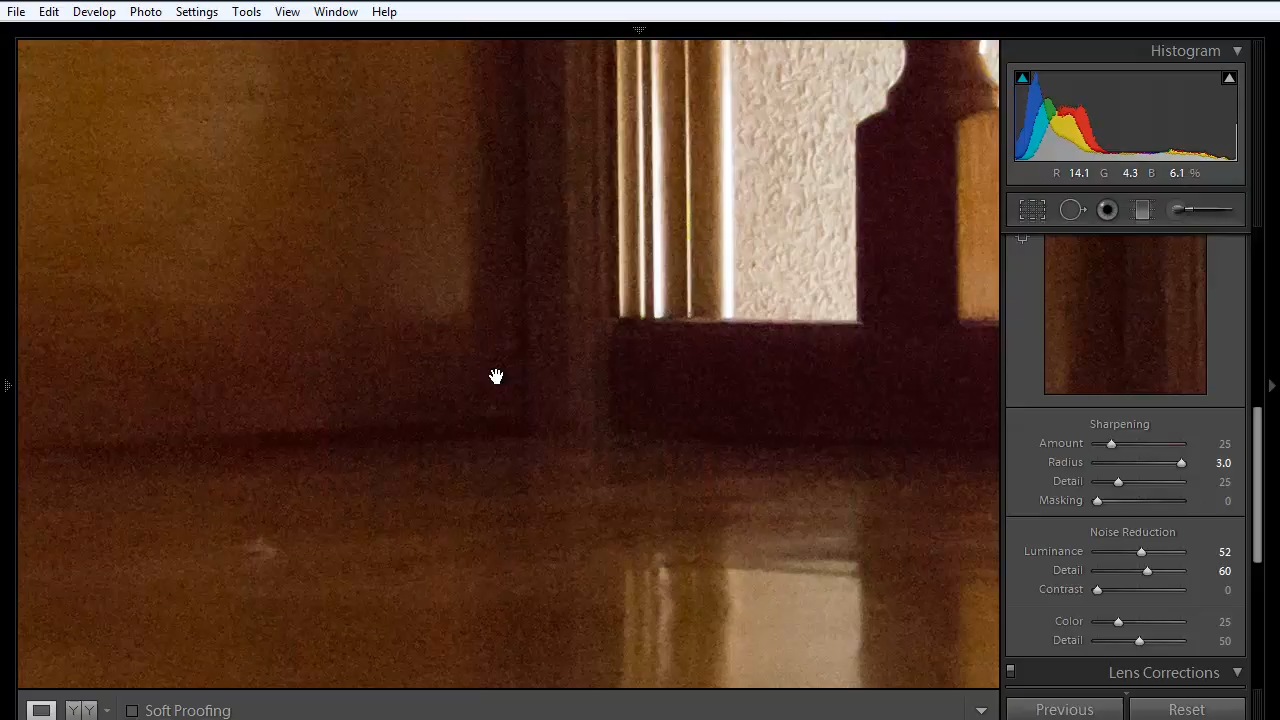 File Edit Develop Photo Settings Tools View Window Help
Histogram
R 14.1 G 4.3 B 6.1 %
Sharpening
Amount 25
Radius 3.0
Detail 25
Masking 0
Noise Reduction
Luminance 52
Detail 60
Contrast 0
Color 25
Detail 50
Lens Corrections
Y Y Soft Proofing
Previous Reset